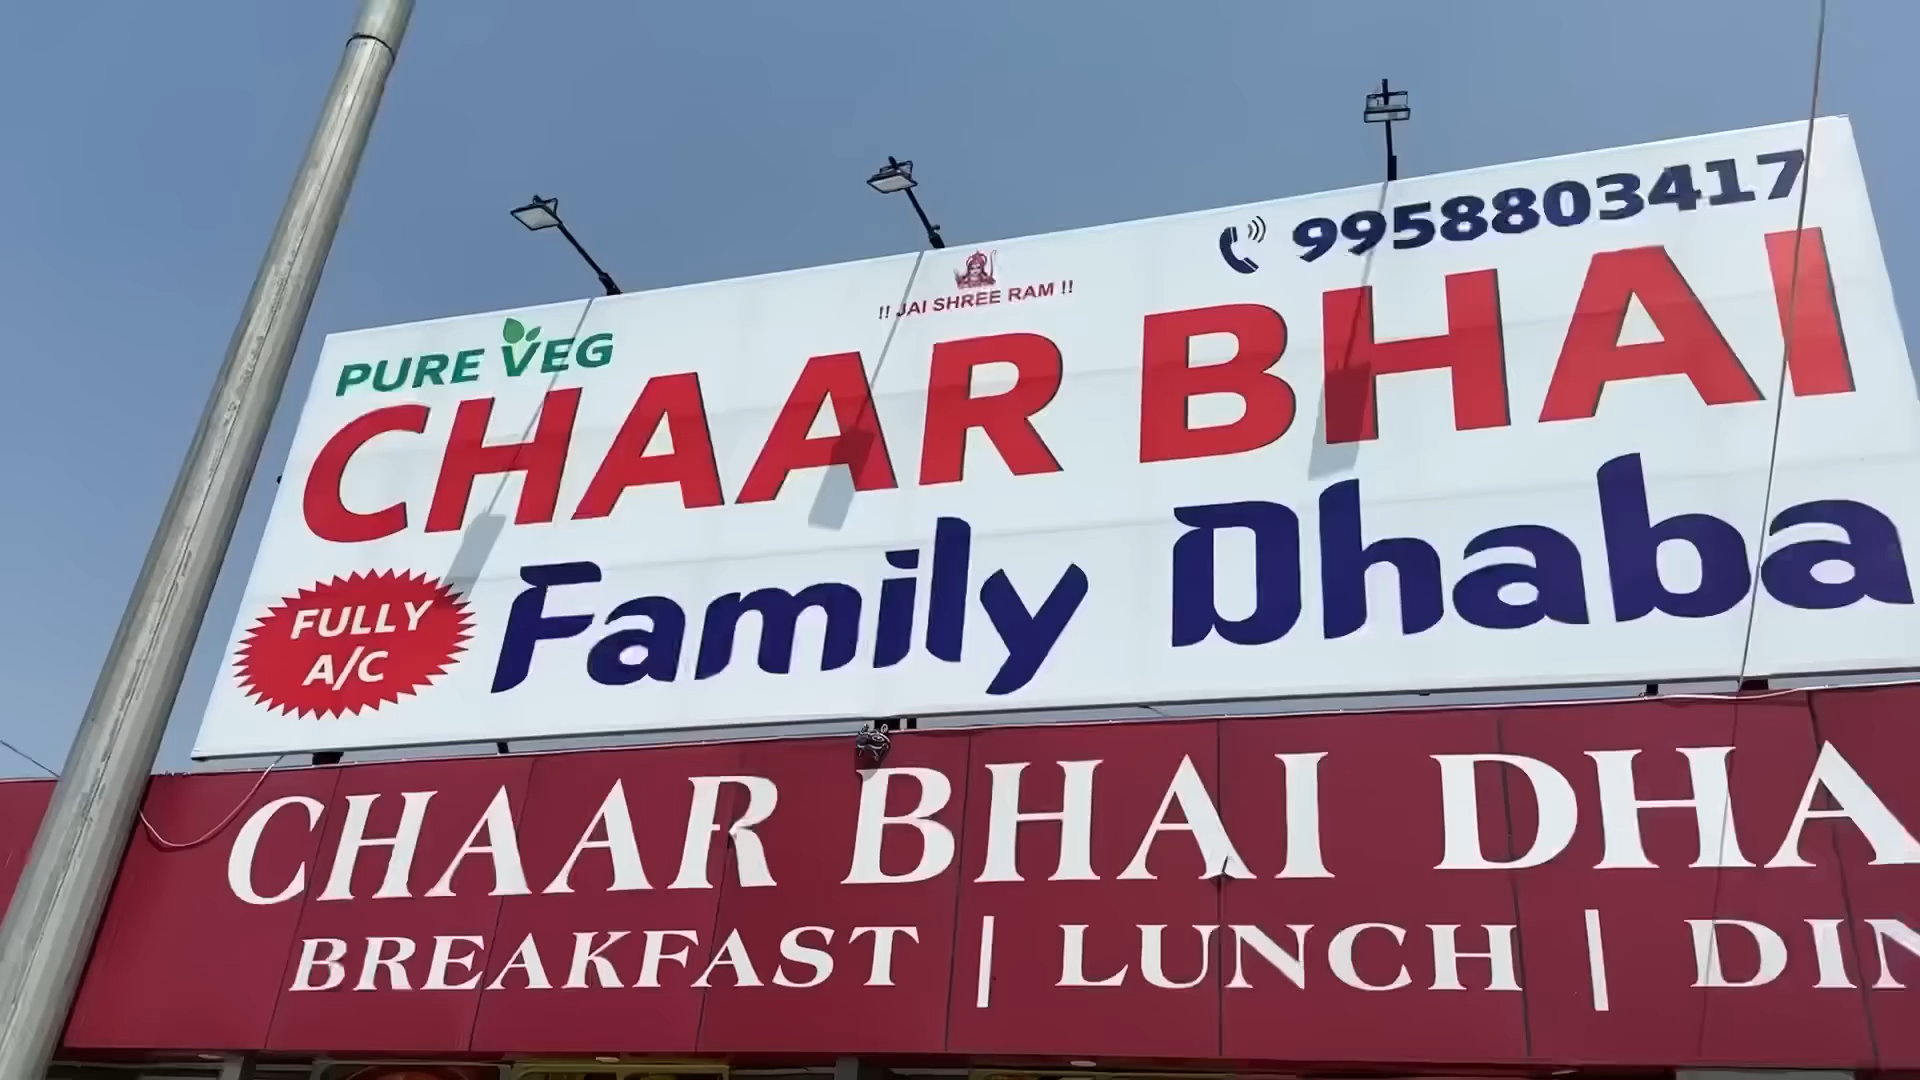 9958803417
!! JAI SHREE RAM !!
PURE VEG
CHAAR BHAI
Family Dhaba
FULLY
A/C
CHAAR BHAI DHA
BREAKFAST | LUNCH | DIN